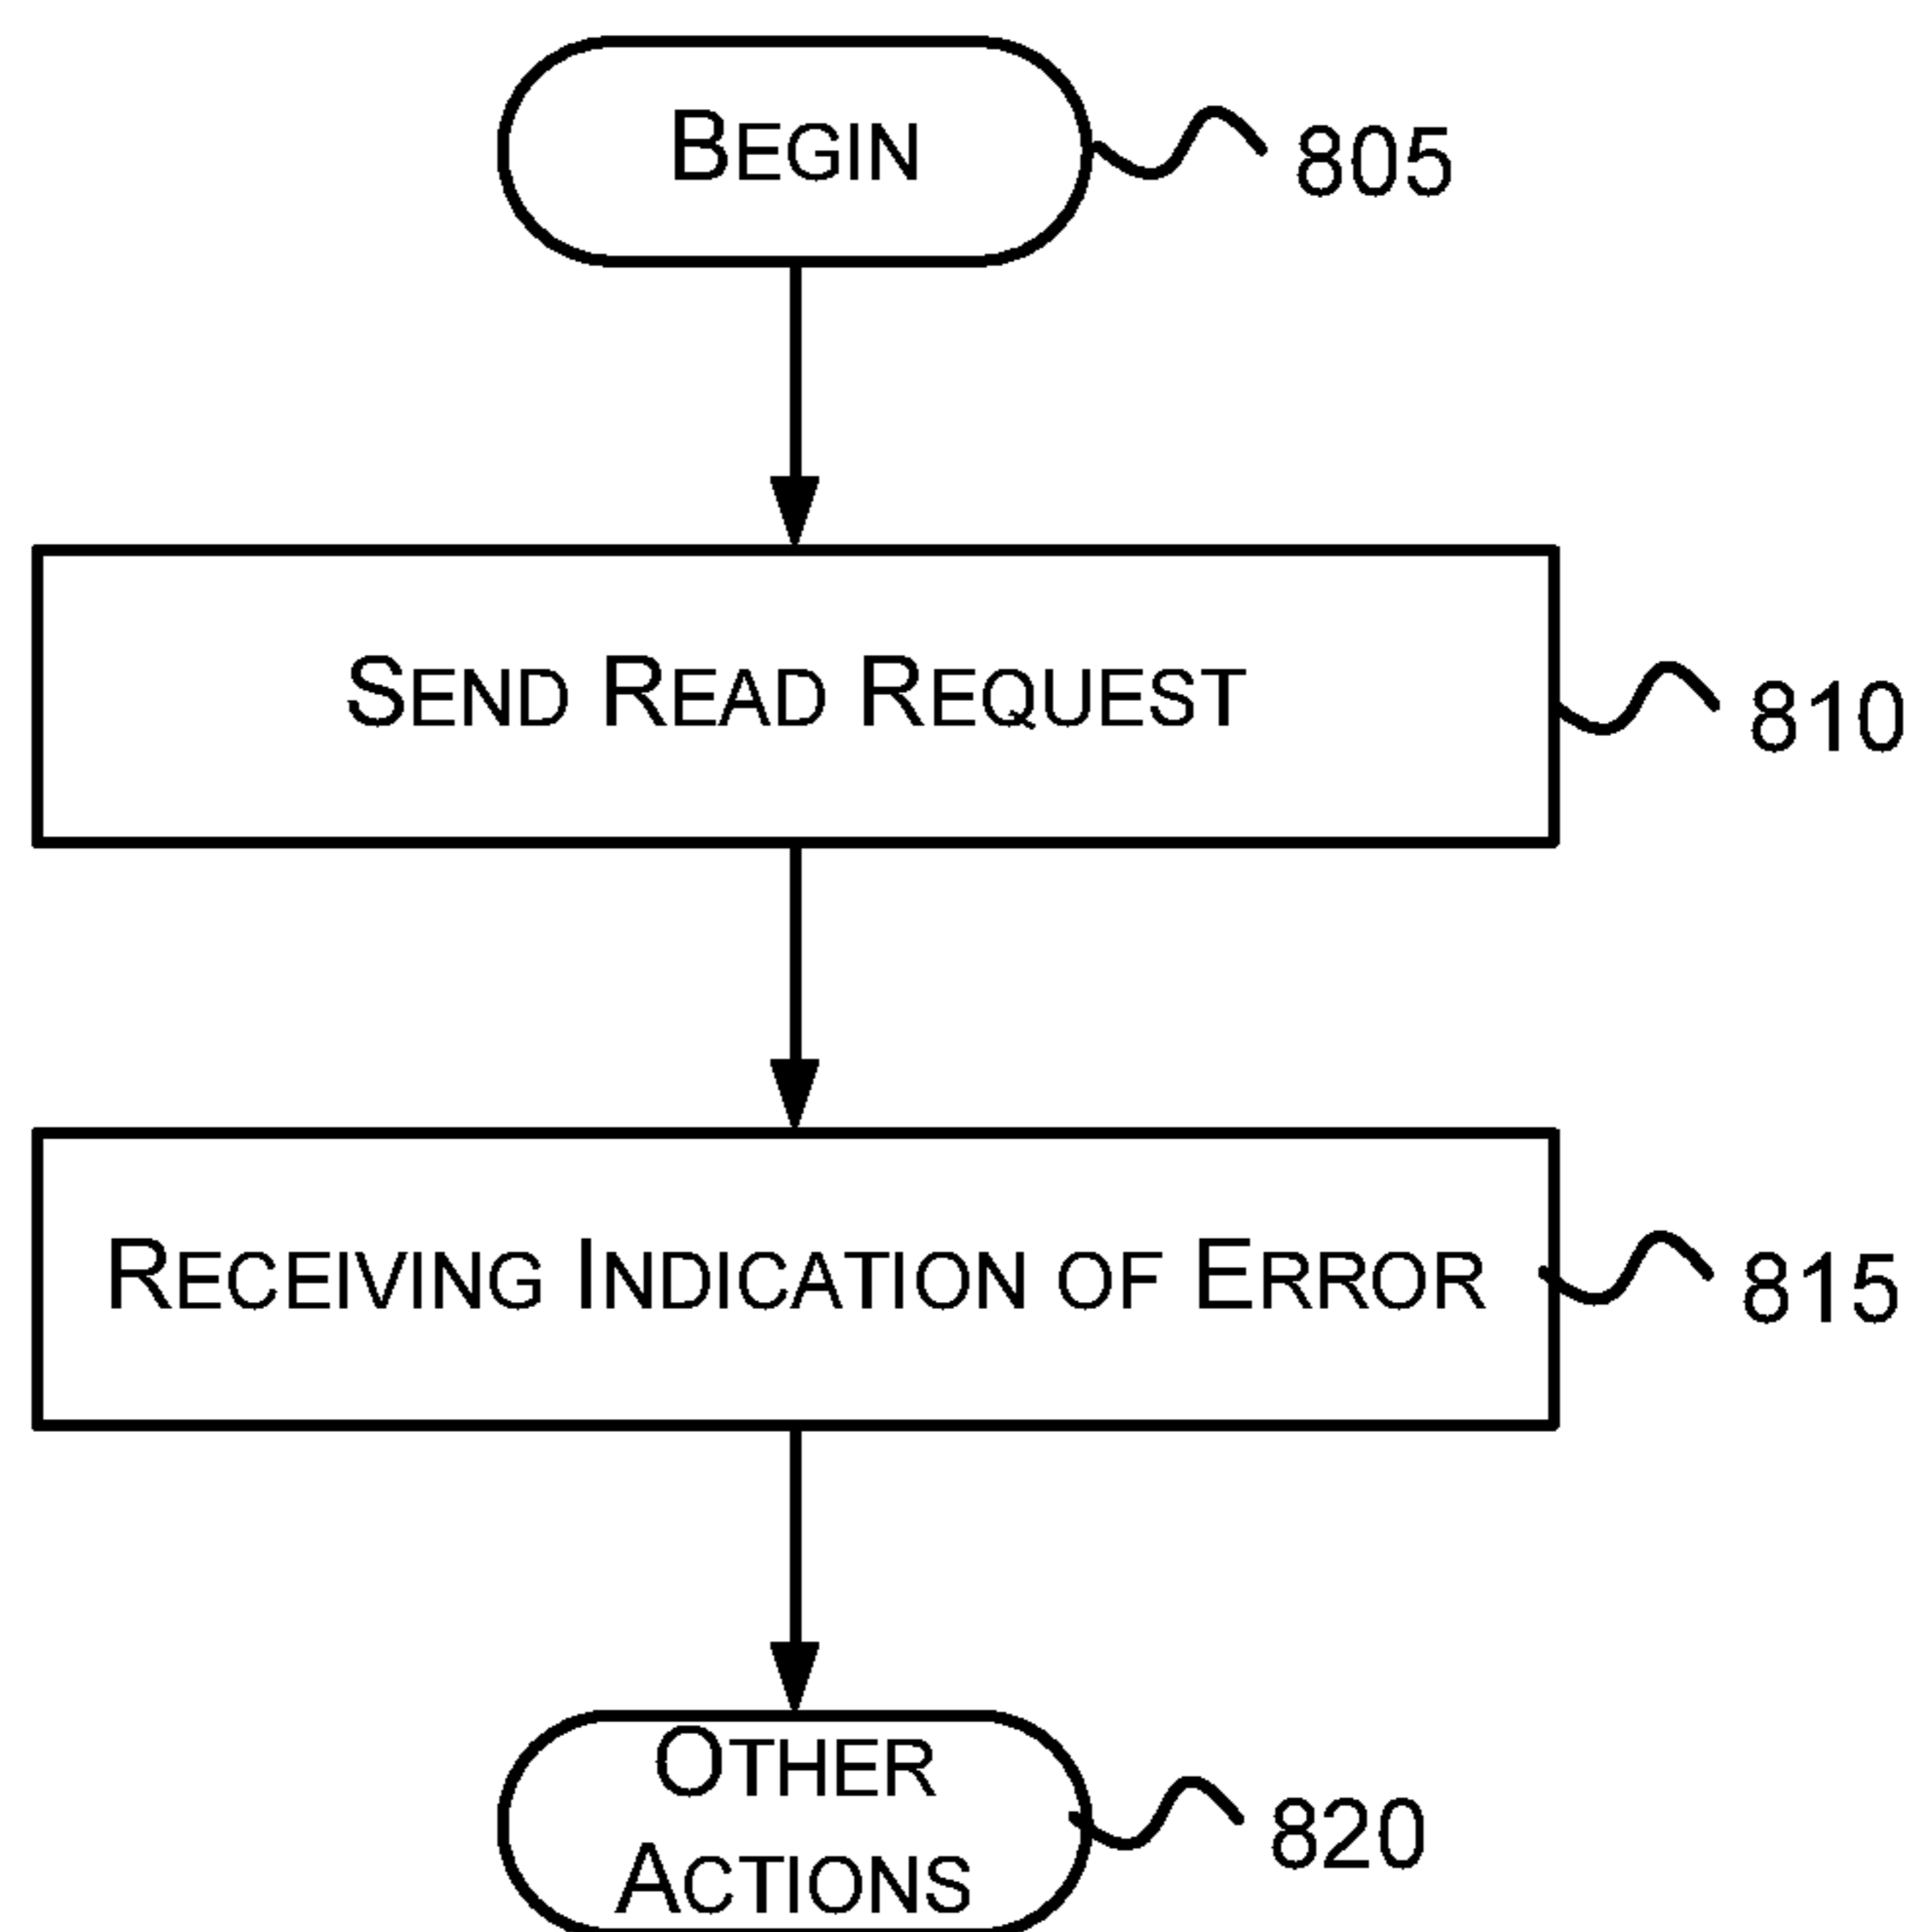 BEGIN
805
SEND READ REQUEST
810
RECEIVING INDICATION OF ERROR
815
OTHER
ACTIONS
820